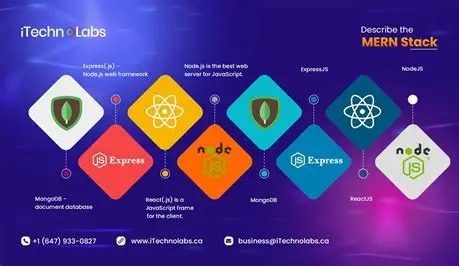 iTechnoLabs
Describe the
MERN Stack
Express(.js) –
Node.js web framework
Node.js is the best web
server for JavaScript.
ExpressJS
NodeJS
JS Express
node
JS
JS Express
node
JS
MongoDB –
document database
React(.js) is a
JavaScript frame
for the client.
MongoDB
ReactJS
+1 (647) 933-0827
www.iTechnolabs.ca
business@iTechnolabs.ca